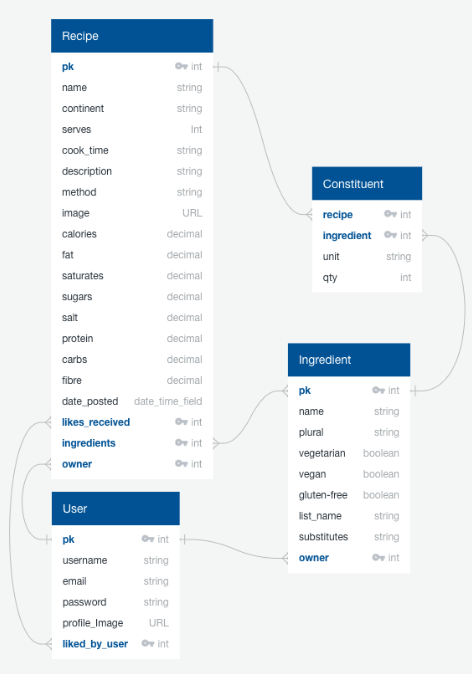 Recipe
pk int
name string
continent string
serves Int
cook_time string
description string
method string
image URL
calories decimal
fat decimal
saturates decimal
sugars decimal
salt decimal
protein decimal
carbs decimal
fibre decimal
date_posted date_time_field
likes_received int
ingredients int
owner int
Constituent
recipe int
ingredient int
unit string
qty int
Ingredient
pk int
name string
plural string
vegetarian boolean
vegan boolean
gluten-free boolean
list_name string
substitutes string
owner int
User
pk int
username string
email string
password string
profile_Image URL
liked_by_user int